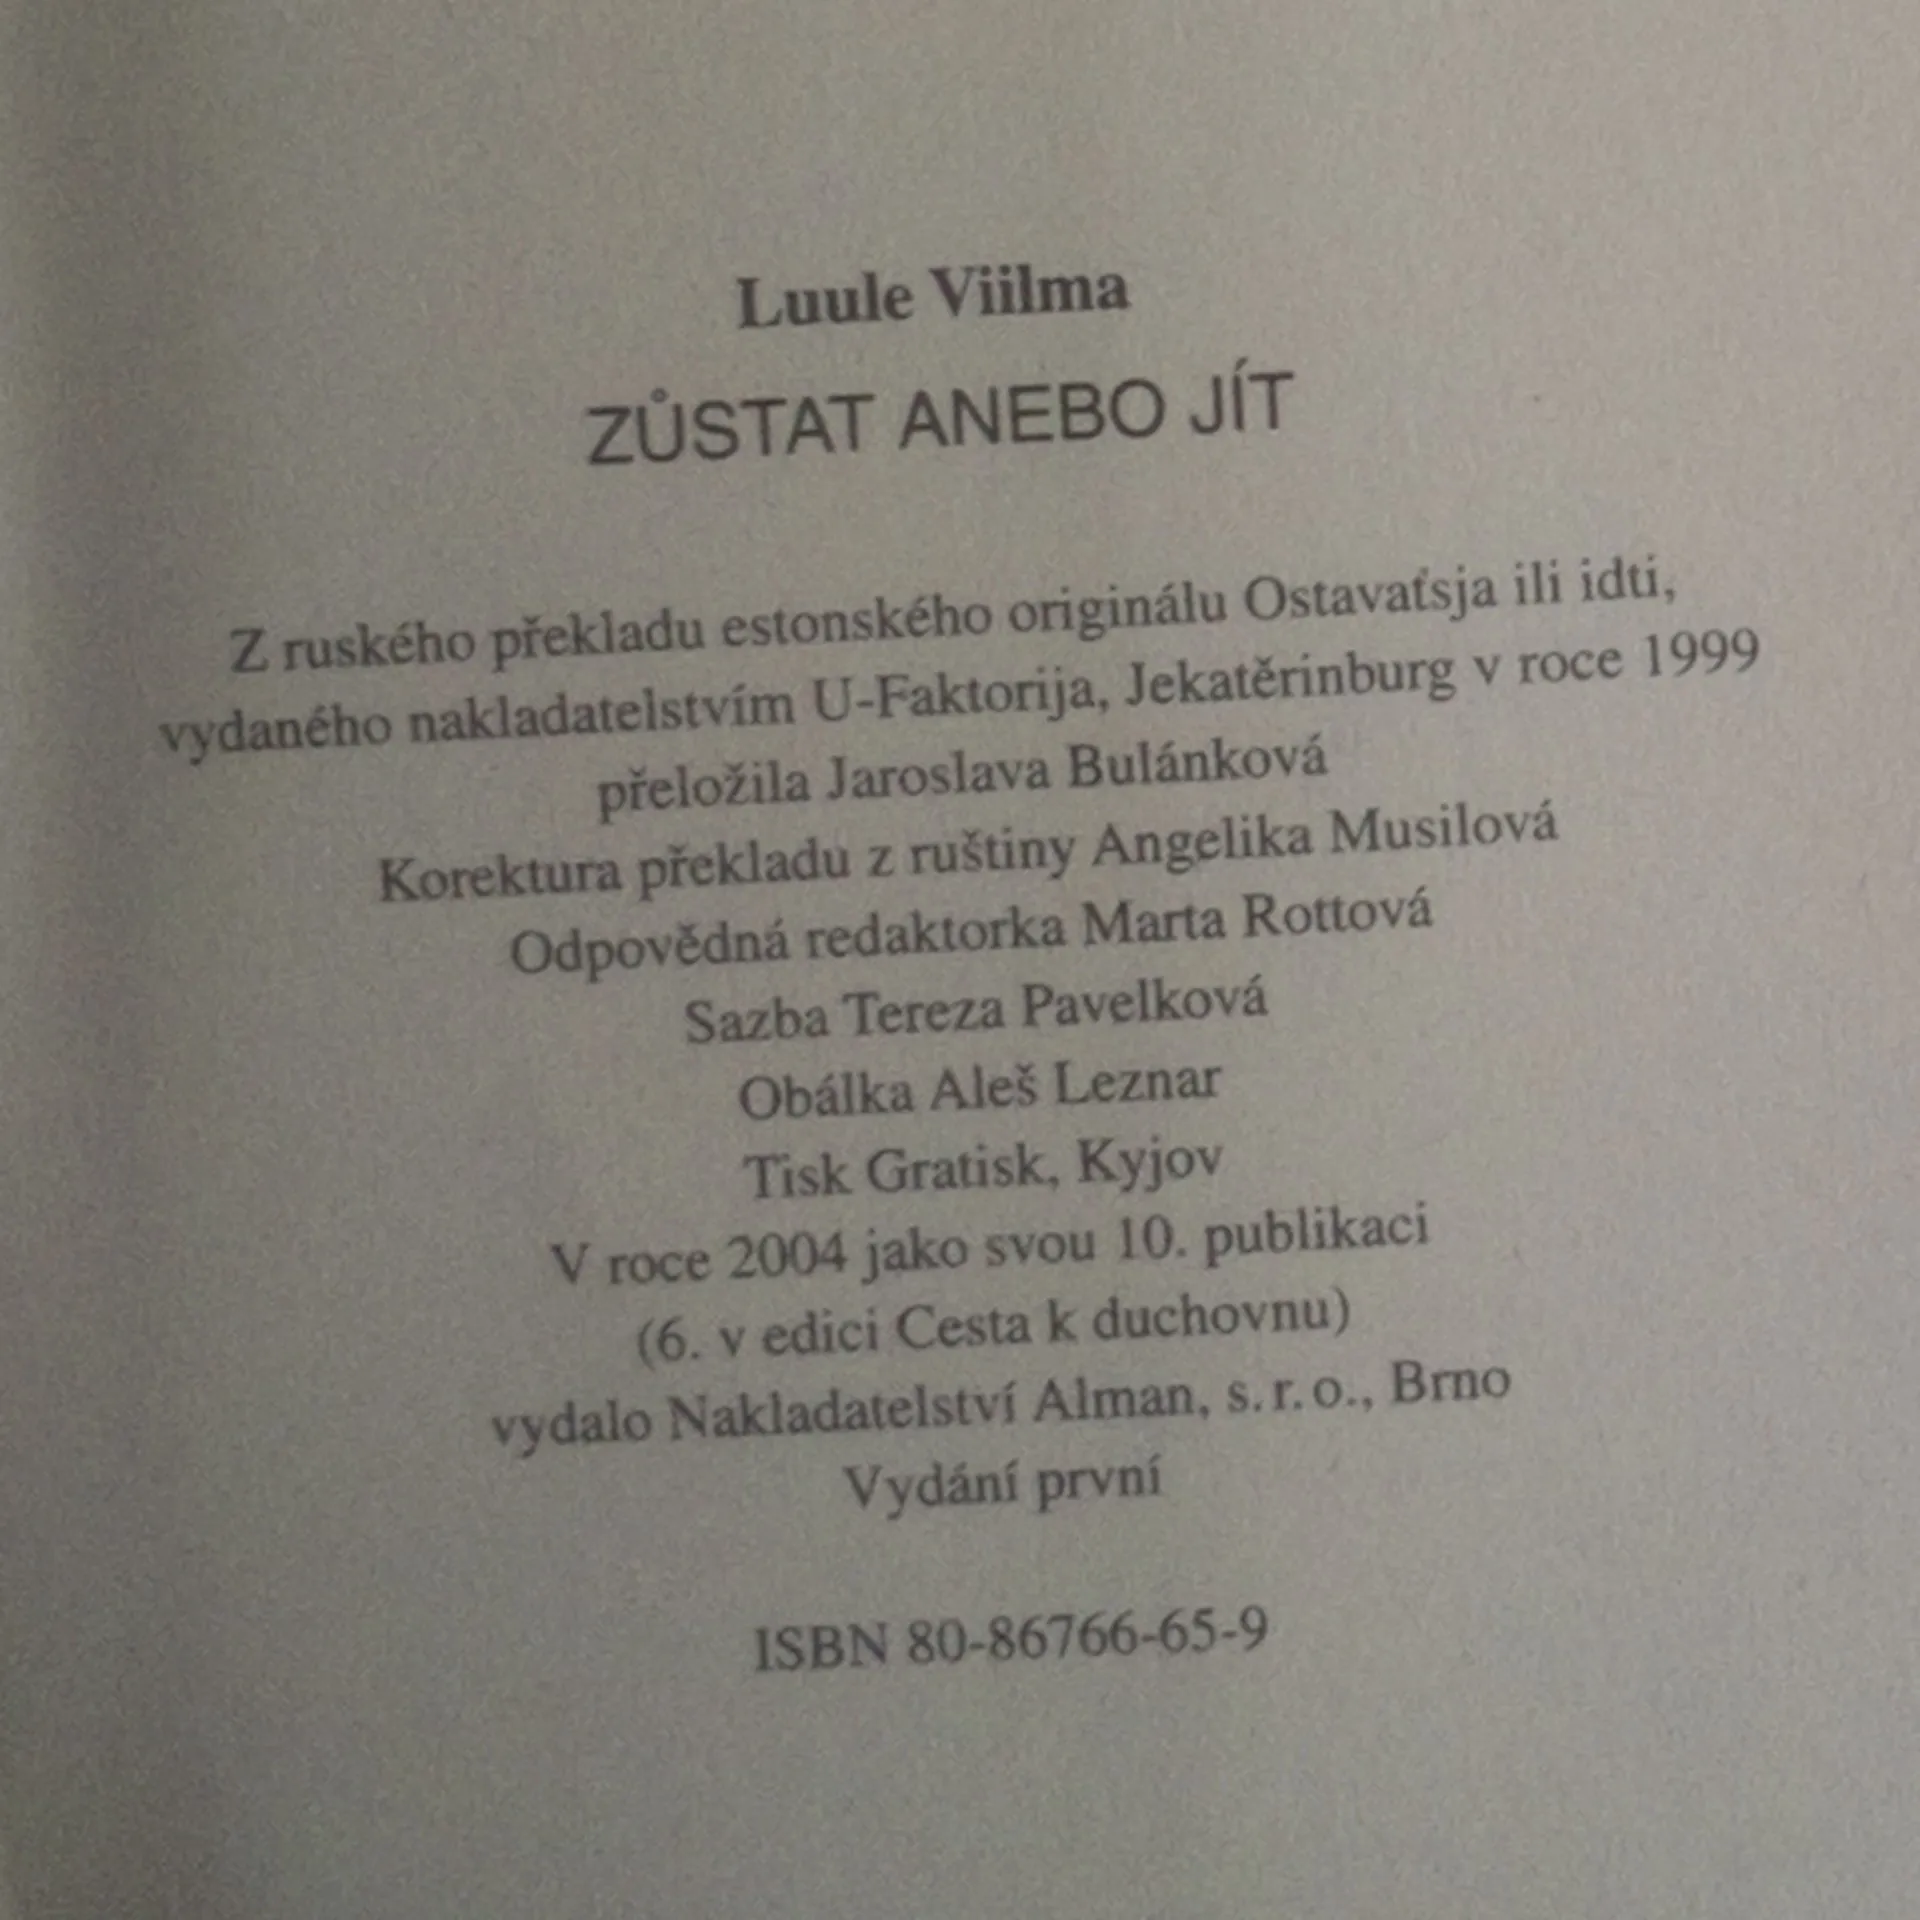 Luule Viilma
ZŮSTAT ANEBO JÍT
Z ruského překladu estonského originálu Ostavaťsja ili idti,
vydaného nakladatelstvím U-Faktorija, Jekatěrinburg v roce 1999
přeložila Jaroslava Bulánková
Korektura překladu z ruštiny Angelika Musilová
Odpovědná redaktorka Marta Rottová
Sazba Tereza Pavelková
Obálka Aleš Leznar
Tisk Gratisk, Kyjov
V roce 2004 jako svou 10. publikaci
(6. v edici Cesta k duchovnu)
vydalo Nakladatelství Alman, s. r. o., Brno
Vydání první
ISBN 80-86766-65-9